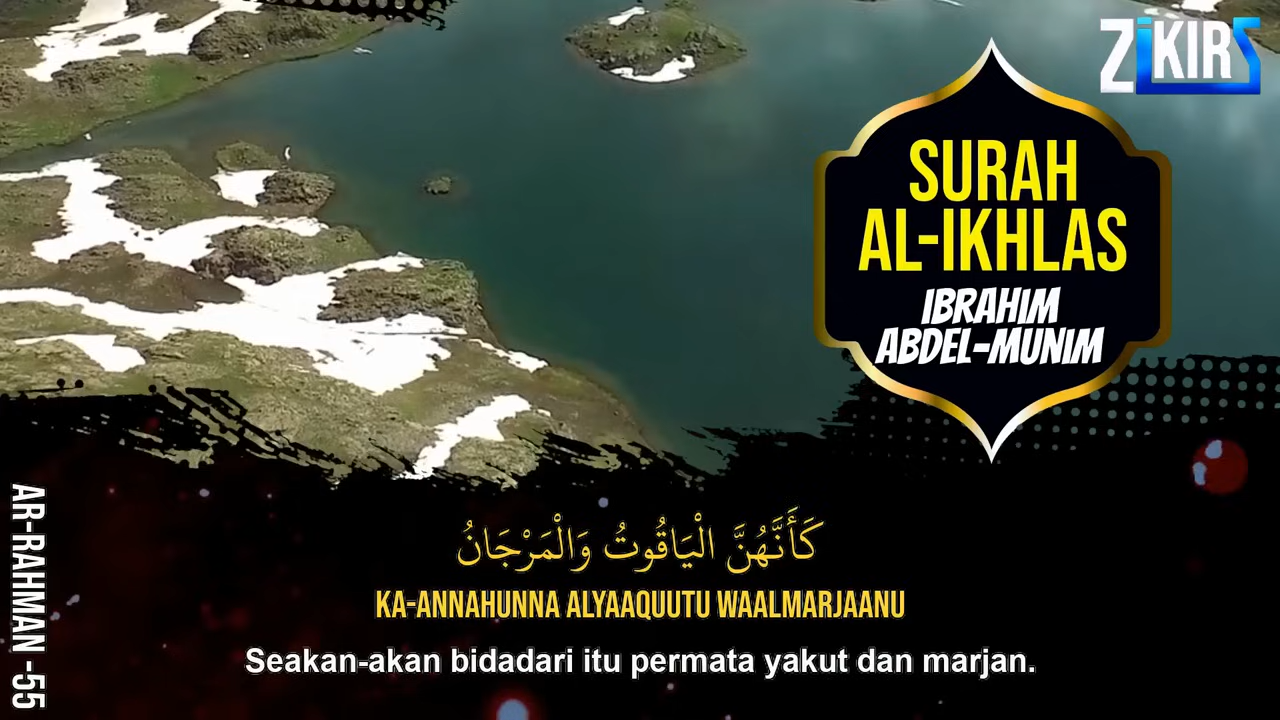 ZiKIRS
SURAH
AL-IKHLAS
IBRAHIM
ABDEL-MUNIM
كَأَنَّهُنَّ الْيَاقُوتُ وَالْمَرْجَانُ
KA-ANNAHUNNA ALYAAQUUTU WAALMARJAANU
Seakan-akan bidadari itu permata yakut dan marjan.
AR-RAHMAN -55